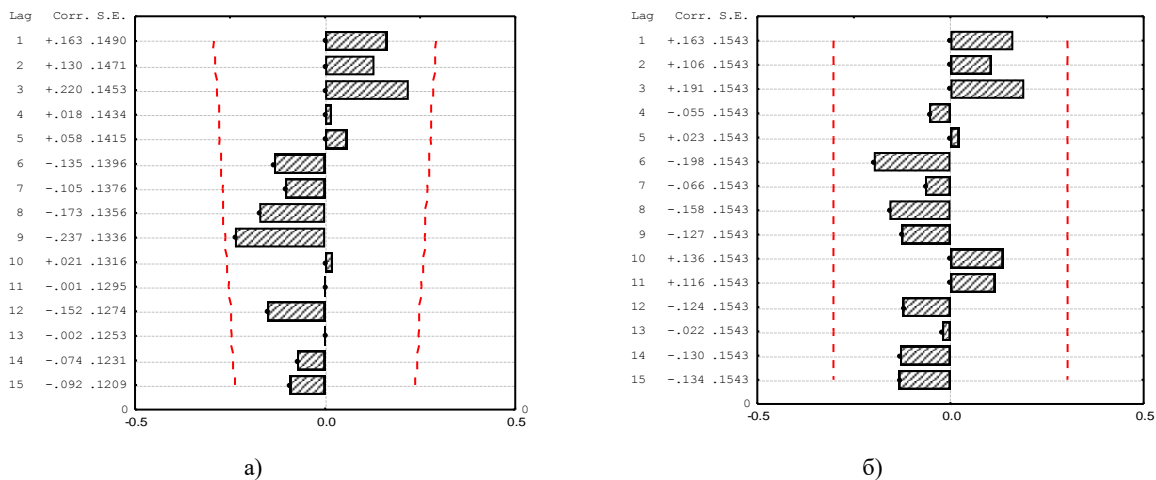 Lag Corr. S.E.
1 +.163 .1490
2 +.130 .1471
3 +.220 .1453
4 +.018 .1434
5 +.058 .1415
6 -.135 .1396
7 -.105 .1376
8 -.173 .1356
9 -.237 .1336
10 +.021 .1316
11 -.001 .1295
12 -.152 .1274
13 -.002 .1253
14 -.074 .1231
15 -.092 .1209
0 0
-0.5 0.0 0.5
а)
Lag Corr. S.E.
1 +.163 .1543
2 +.106 .1543
3 +.191 .1543
4 -.055 .1543
5 +.023 .1543
6 -.198 .1543
7 -.066 .1543
8 -.158 .1543
9 -.127 .1543
10 +.136 .1543
11 +.116 .1543
12 -.124 .1543
13 -.022 .1543
14 -.130 .1543
15 -.134 .1543
0
-0.5 0.0 0.5
б)